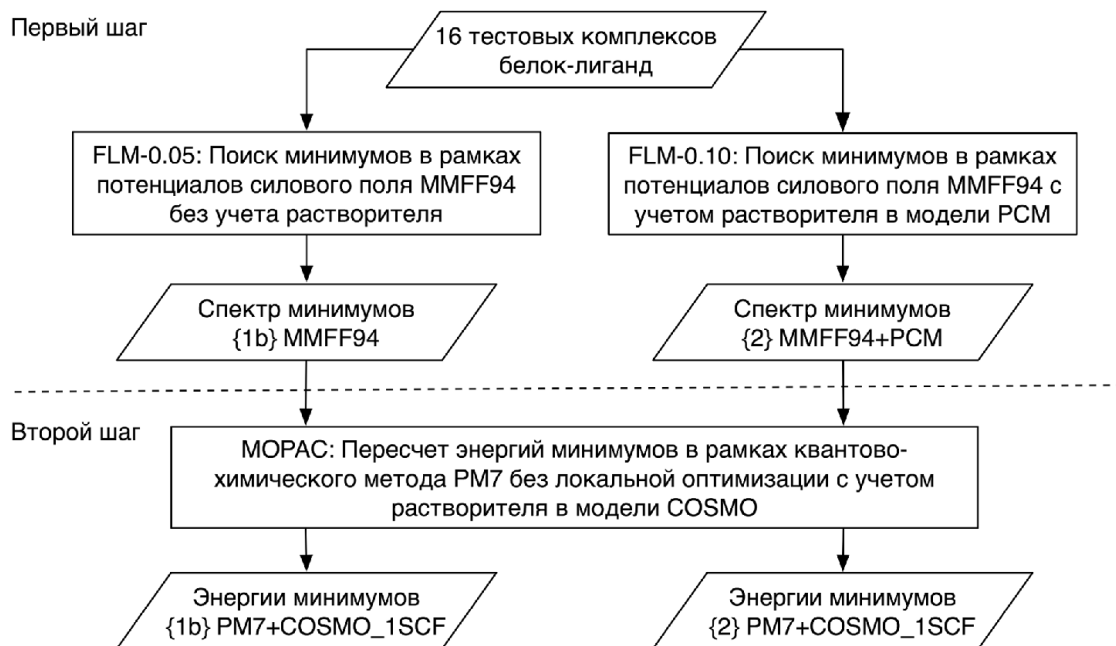 Первый шаг
16 тестовых комплексов
белок-лиганд
FLM-0.05: Поиск минимумов в рамках
потенциалов силового поля MMFF94
без учета растворителя
FLM-0.10: Поиск минимумов в рамках
потенциалов силового поля MMFF94 с
учетом растворителя в модели PCM
Спектр минимумов
{1b} MMFF94
Спектр минимумов
{2} MMFF94+PCM
Второй шаг
MOPAC: Пересчет энергий минимумов в рамках квантово-
химического метода PM7 без локальной оптимизации с учетом
растворителя в модели COSMO
Энергии минимумов
{1b} PM7+COSMO_1SCF
Энергии минимумов
{2} PM7+COSMO_1SCF